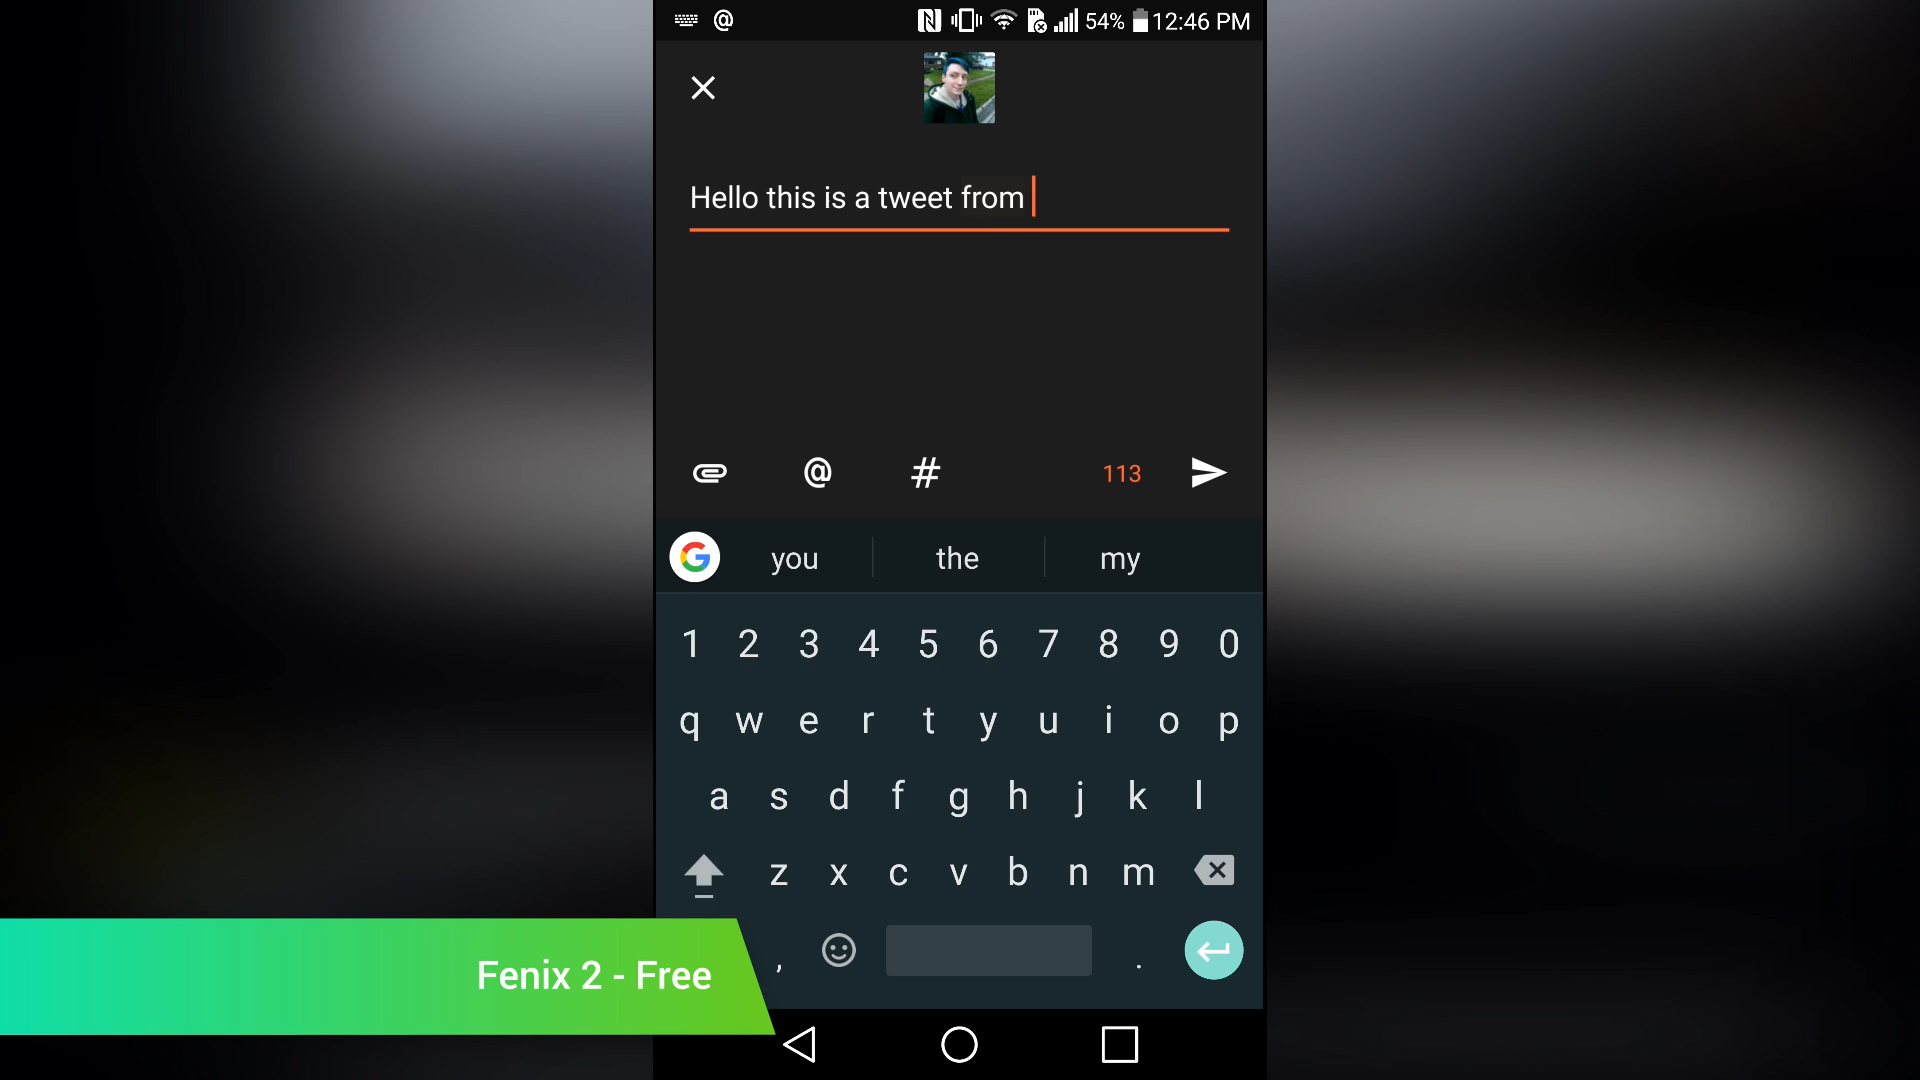 @ 54% 12:46 PM
Hello this is a tweet from
@ # 113
G you the my
1 2 3 4 5 6 7 8 9 0
q w e r t y u i o p
a s d f g h j k l
z x c v b n m
, .
Fenix 2 - Free